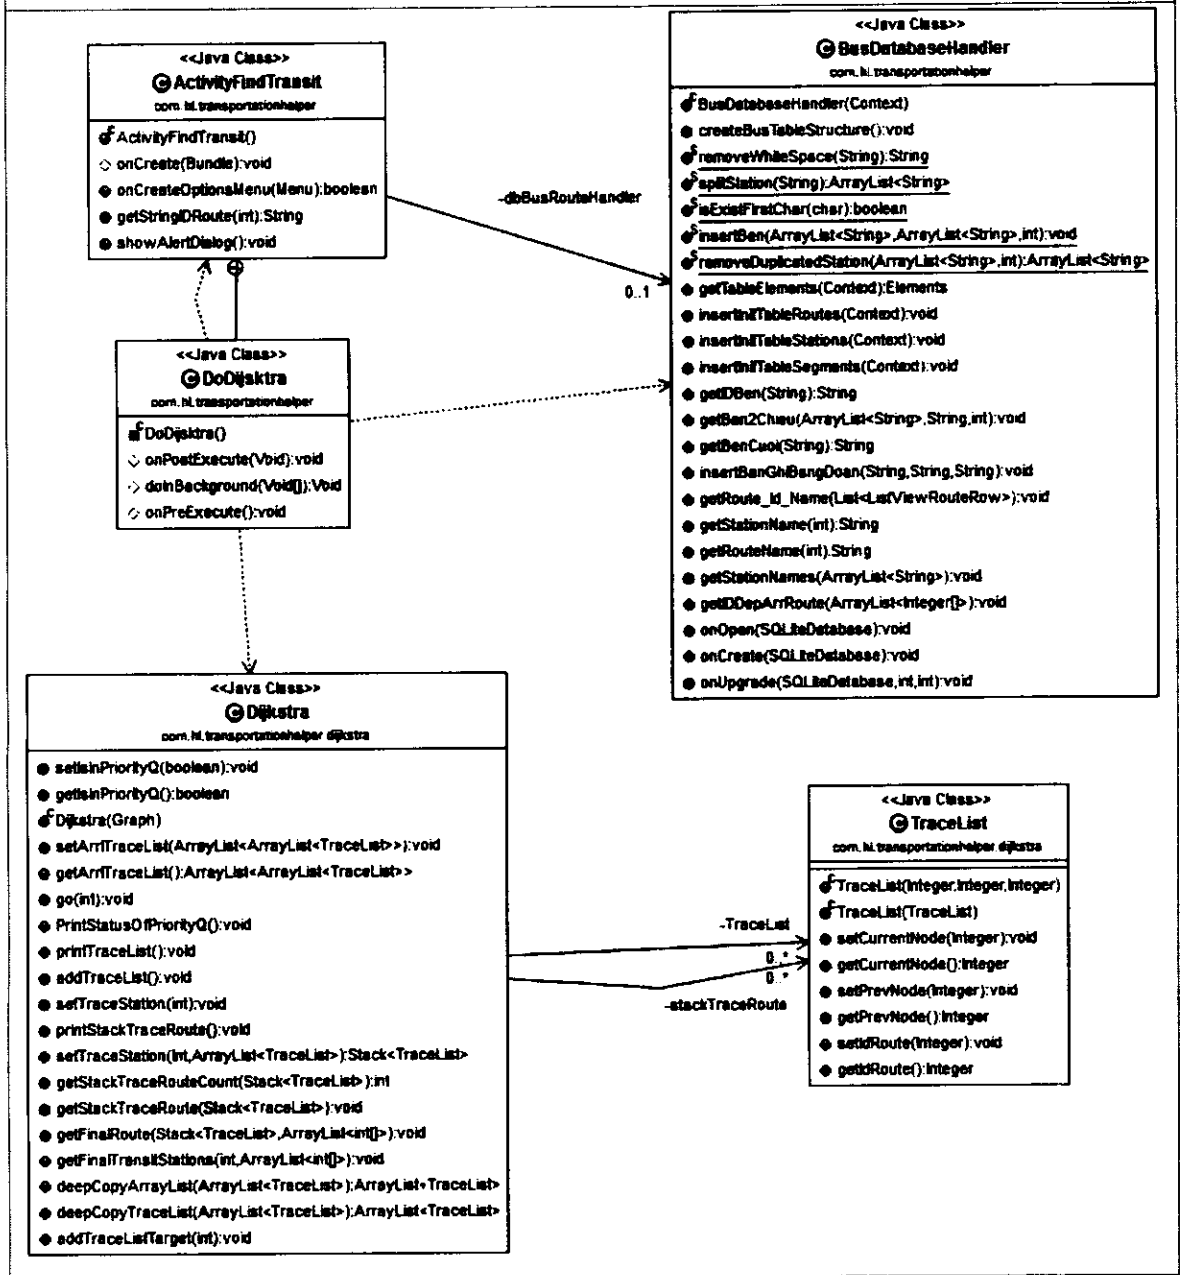 <<Java Class>>
ActivityFindTransit
com.hl.transportationhelper
ActivityFindTransit()
onCreate(Bundle):void
onCreateOptionsMenu(Menu):boolean
getStringIDRoute(int):String
showAlertDialog():void
<<Java Class>>
BusDatabaseHandler
com.hl.transportationhelper
BusDatabaseHandler(Context)
createBusTableStructure():void
removeWhiteSpace(String):String
splitStation(String):ArrayList<String>
isExistFirstChar(char):boolean
insertBen(ArrayList<String>,ArrayList<String>,int):void
removeDuplicatedStation(ArrayList<String>,int):ArrayList<String>
getTableElements(Context):Elements
insertInitTableRoutes(Context):void
insertInitTableStations(Context):void
insertInitTableSegments(Context):void
getIDBen(String):String
getBen2Chieu(ArrayList<String>,String,int):void
getBenCuoi(String):String
insertBanGhiBangDoan(String,String,String):void
getRoute_Id_Name(List<ListViewRouteRow>):void
getStationName(int):String
getRouteName(int):String
getStationNames(ArrayList<String>):void
getIDDepArrRoute(ArrayList<Integer[]>):void
onOpen(SQLiteDatabase):void
onCreate(SQLiteDatabase):void
onUpgrade(SQLiteDatabase,int,int):void
-dbBusRouteHandler
0..1
<<Java Class>>
DoDijsktra
com.hl.transportationhelper
DoDijsktra()
onPostExecute(Void):void
doInBackground(Void[]):Void
onPreExecute():void
<<Java Class>>
Dijkstra
com.hl.transportationhelper.dijkstra
setIsInPriorityQ(boolean):void
getIsInPriorityQ():boolean
Dijkstra(Graph)
setArrlTraceList(ArrayList<ArrayList<TraceList>>):void
getArrlTraceList():ArrayList<ArrayList<TraceList>>
go(int):void
PrintStatusOfPriorityQ():void
printTraceList():void
addTraceList():void
setTraceStation(int):void
printStackTraceRoute():void
setTraceStation(int,ArrayList<TraceList>):Stack<TraceList>
getStackTraceRouteCount(Stack<TraceList>):int
getStackTraceRoute(Stack<TraceList>):void
getFinalRoute(Stack<TraceList>,ArrayList<int[]>):void
getFinalTransitStations(int,ArrayList<int[]>):void
deepCopyArrayList(ArrayList<TraceList>):ArrayList<TraceList>
deepCopyTraceList(ArrayList<TraceList>):ArrayList<TraceList>
addTraceListTarget(int):void
-TraceList
0..*
0..*
-stackTraceRoute
<<Java Class>>
TraceList
com.hl.transportationhelper.dijkstra
TraceList(Integer,Integer,Integer)
TraceList(TraceList)
setCurrentNode(Integer):void
getCurrentNode():Integer
setPrevNode(Integer):void
getPrevNode():Integer
setIdRoute(Integer):void
getIdRoute():Integer